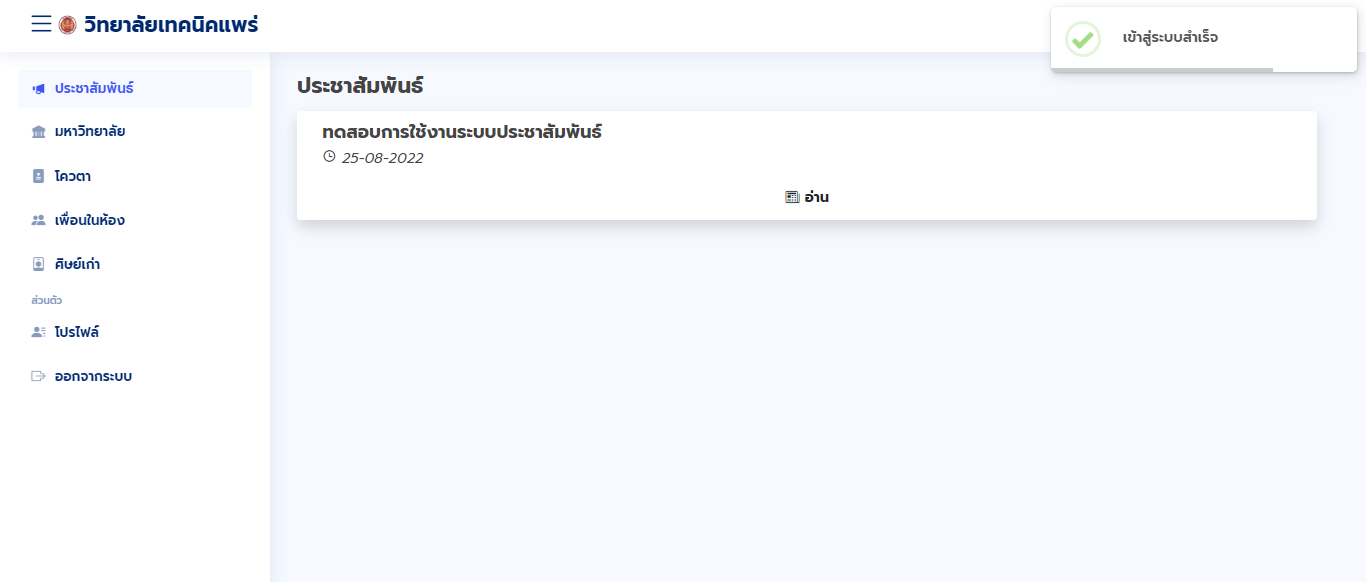 วิทยาลัยเทคนิคแพร่
เข้าสู่ระบบสำเร็จ
ประชาสัมพันธ์
มหาวิทยาลัย
โควตา
เพื่อนในห้อง
ศิษย์เก่า
ส่วนตัว
โปรไฟล์
ออกจากระบบ
ประชาสัมพันธ์
ทดสอบการใช้งานระบบประชาสัมพันธ์
25-08-2022
อ่าน